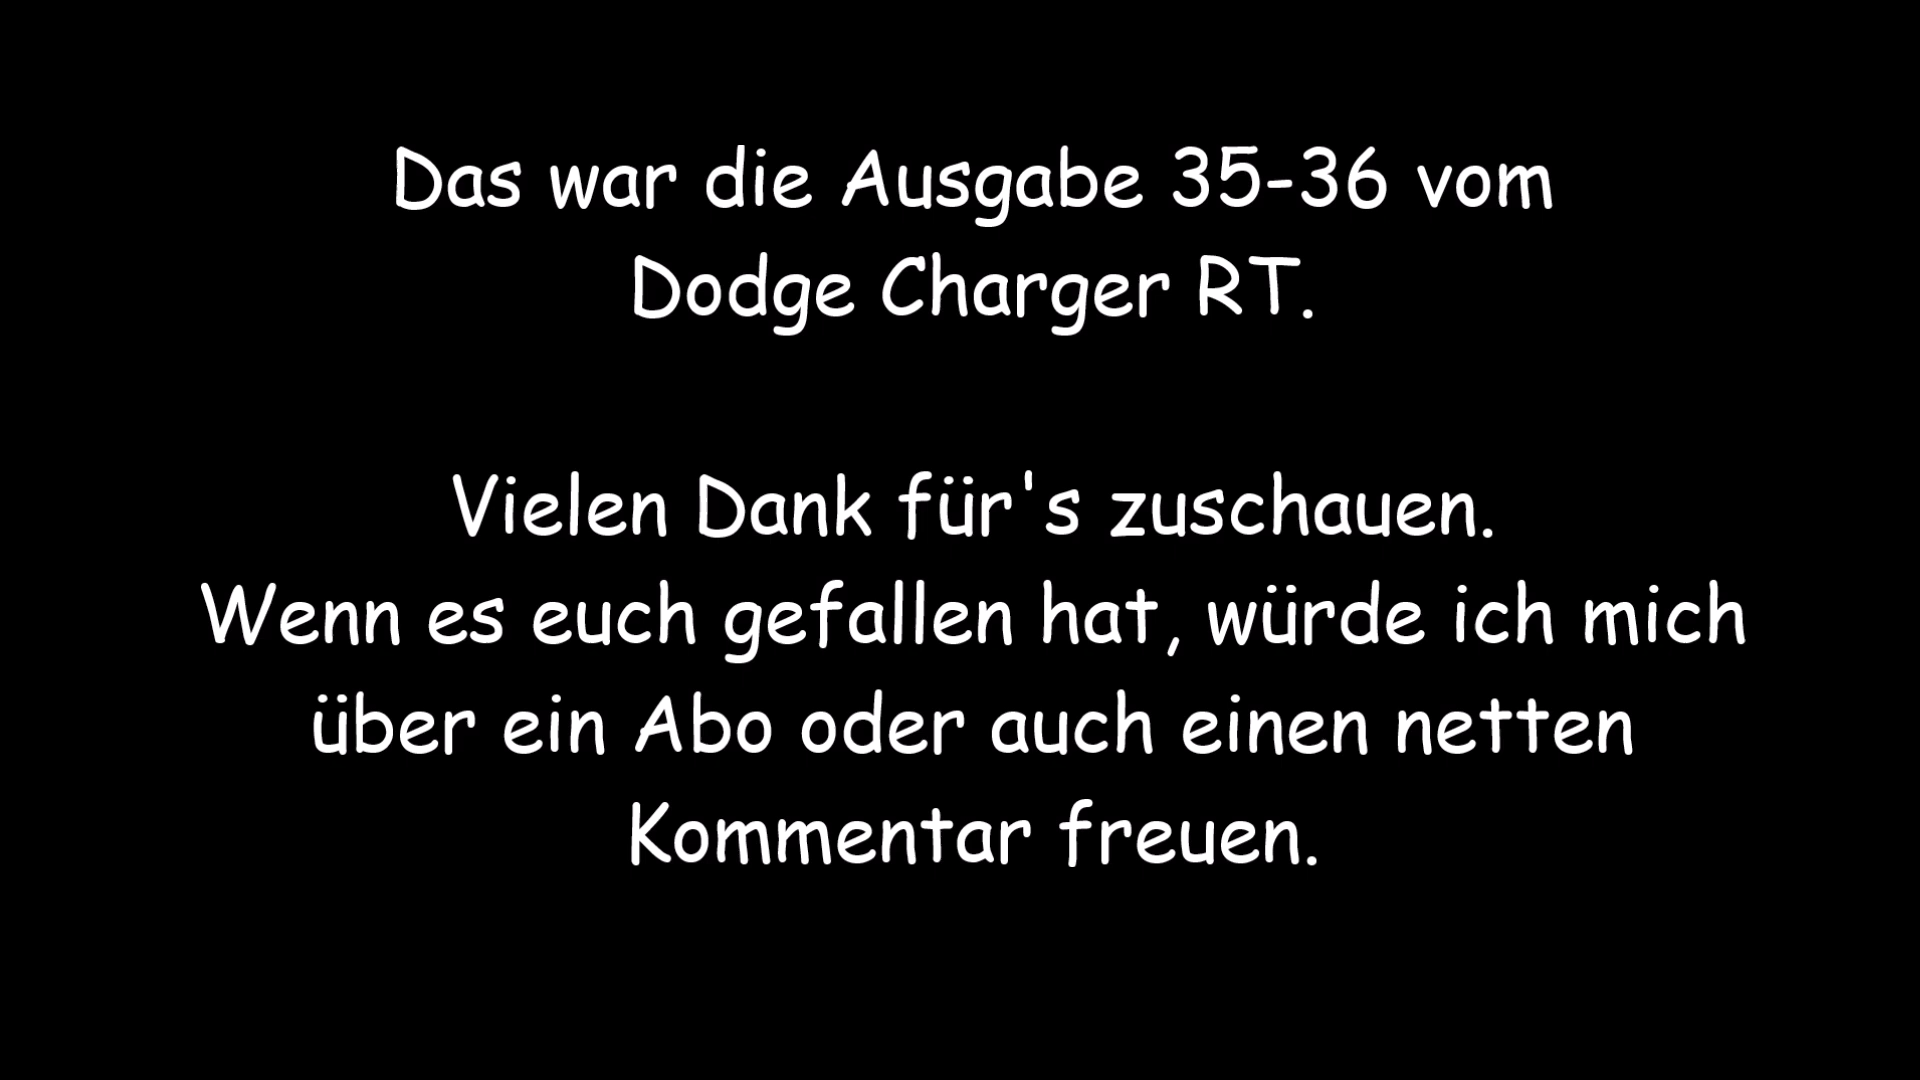 Das war die Ausgabe 35-36 vom
Dodge Charger RT.
Vielen Dank für's zuschauen.
Wenn es euch gefallen hat, würde ich mich
über ein Abo oder auch einen netten
Kommentar freuen.